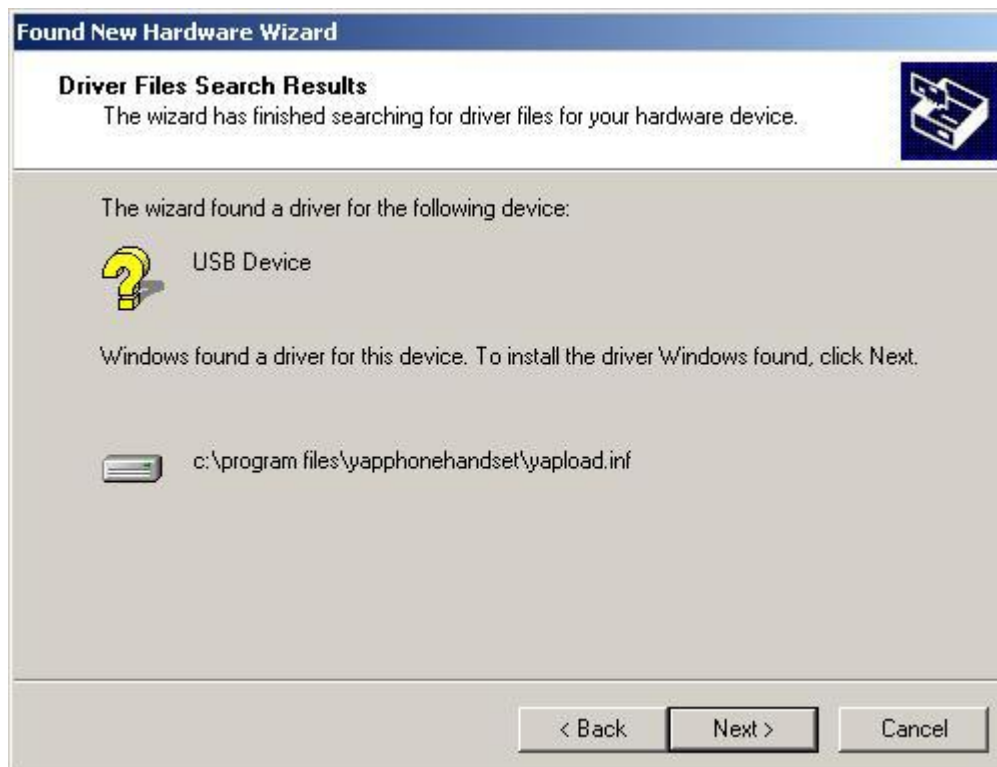 Found New Hardware Wizard
Driver Files Search Results
The wizard has finished searching for driver files for your hardware device.
The wizard found a driver for the following device:
USB Device
Windows found a driver for this device. To install the driver Windows found, click Next.
c:\program files\yapphonehandset\yapload.inf
< Back
Next >
Cancel